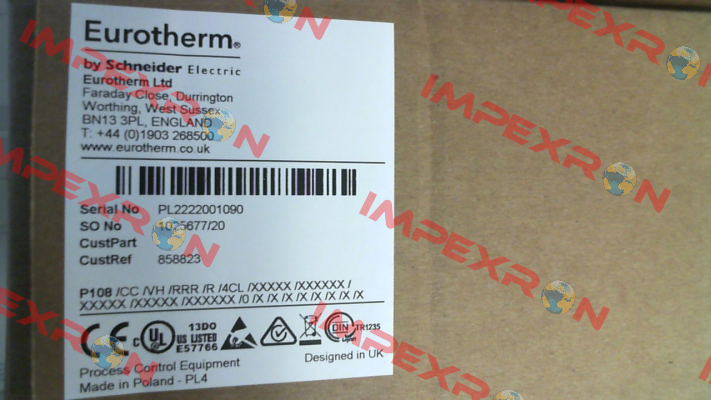 Eurotherm®
by Schneider Electric
Eurotherm Ltd
Faraday Close, Durrington
Worthing, West Sussex
BN13 3PL, ENGLAND
T: +44 (0)1903 268500
www.eurotherm.co.uk
Serial No PL2222001090
SO No 1025677/20
CustPart
CustRef 858823
P108 /CC /VH /RRR /R /4CL /XXXXX /XXXXXX /
XXXXX /XXXXX /XXXXXX /0 /X /X /X /X /X /X /X /X
CE c UL US LISTED 13DO E57766 DIN TR1235
Process Control Equipment
Made in Poland - PL4
Designed in UK
IMPEXRON
IMPEXRON
IMPEXRON
IMPEXRON
IMPEXRON
IMPEXRON